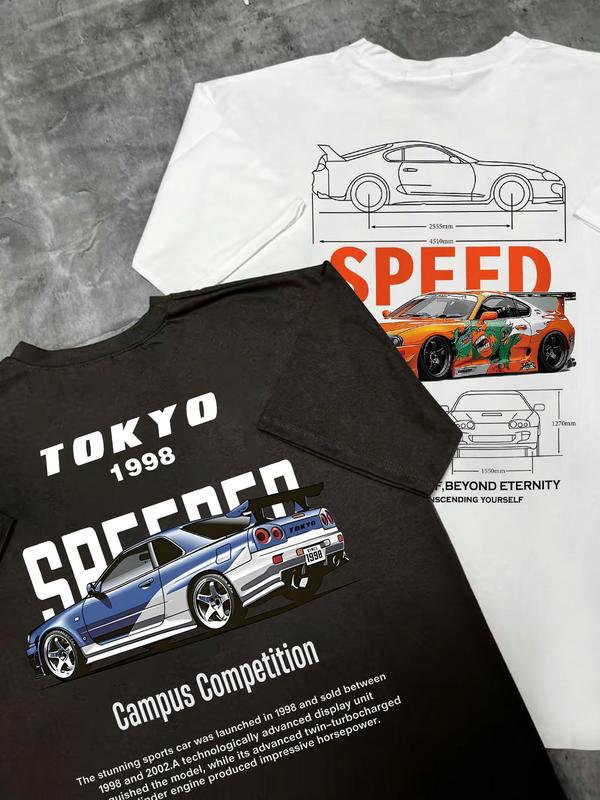 2555mm
4510mm
SPEED
1270mm
1550mm
F,BEYOND ETERNITY
NSCENDING YOURSELF
TOKYO
1998
SPEEDER
TOKYO
1998
Campus Competition
The stunning sports car was launched in 1998 and sold between
1998 and 2002.A technologically advanced display unit
guished the model, while its advanced twin-turbocharged
inder engine produced impressive horsepower.